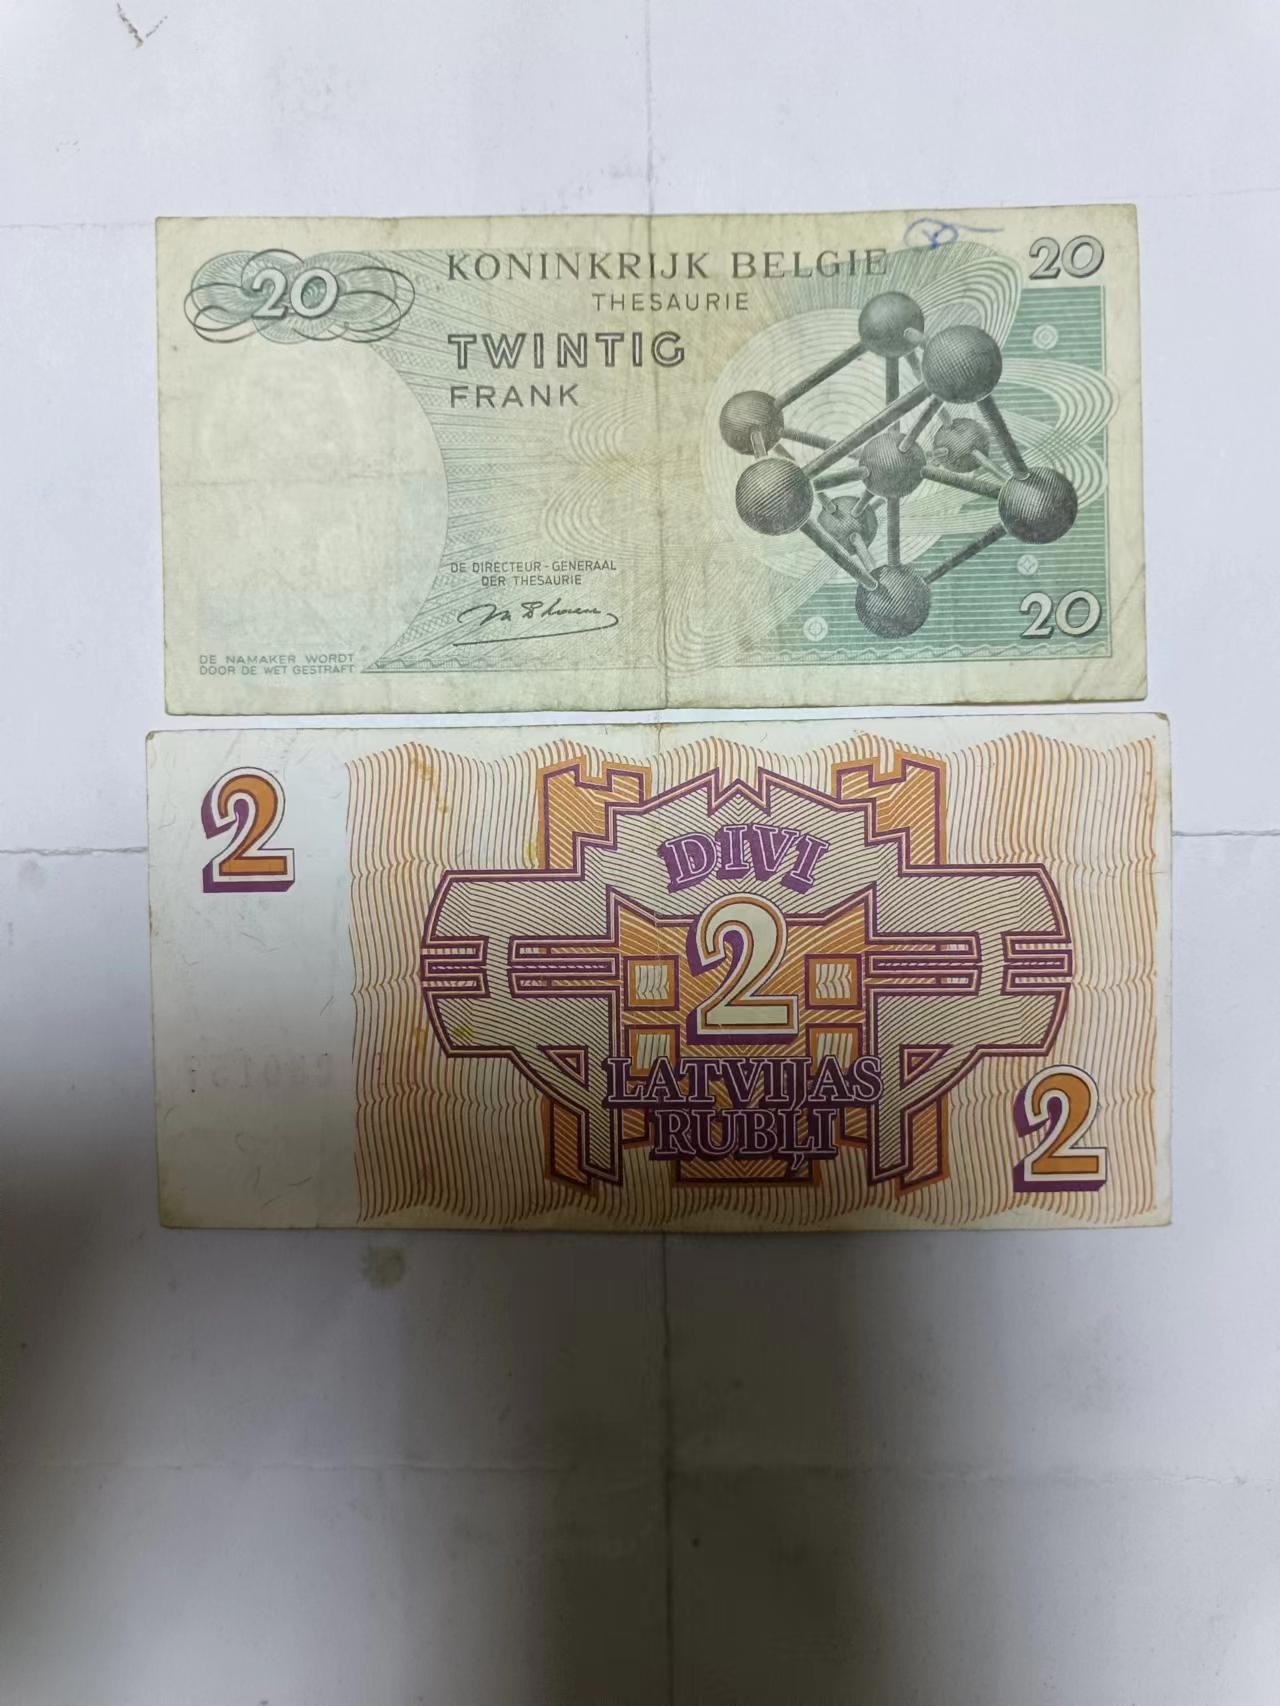 20
KONINKRIJK BELGIE
20
THESAURIE
TWINTIG
FRANK
DE DIRECTEUR-GENERAAL
DER THESAURIE
20
DE NAMAKER WORDT
DOOR DE WET GESTRAFT
2
DIVI
2
LATVIJAS
RUBĻI
2